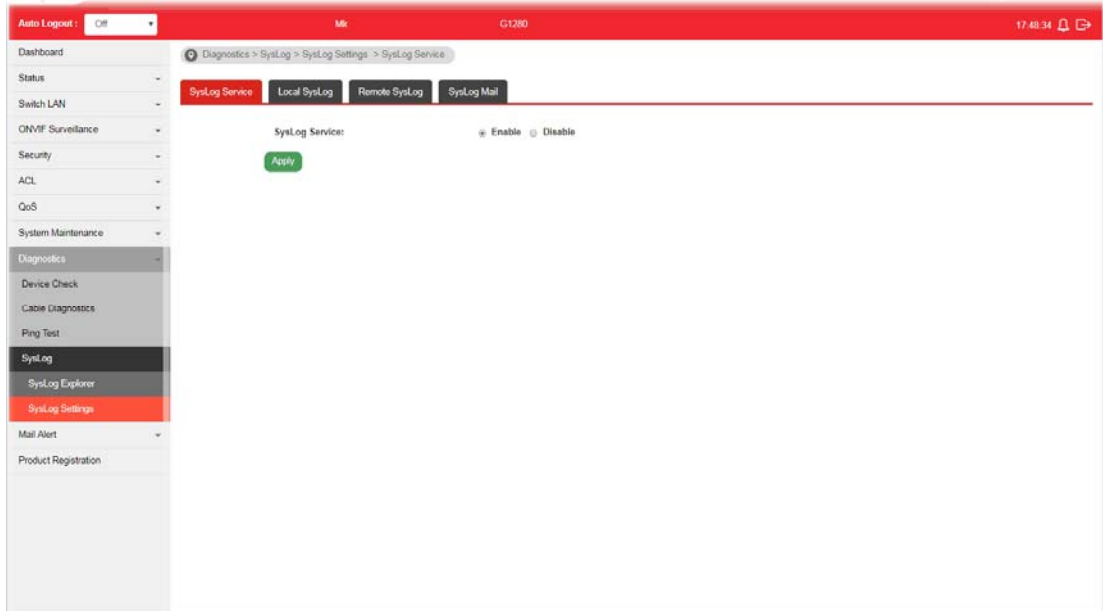 Auto Logout : Off Mk G1280 17:48:34
Dashboard
Diagnostics > SysLog > SysLog Settings > SysLog Service
Status
SysLog Service Local SysLog Remote SysLog SysLog Mail
Switch LAN
ONVIF Surveillance
SysLog Service: Enable Disable
Security
Apply
ACL
QoS
System Maintenance
Diagnostics
Device Check
Cable Diagnostics
Ping Test
SysLog
SysLog Explorer
SysLog Settings
Mail Alert
Product Registration